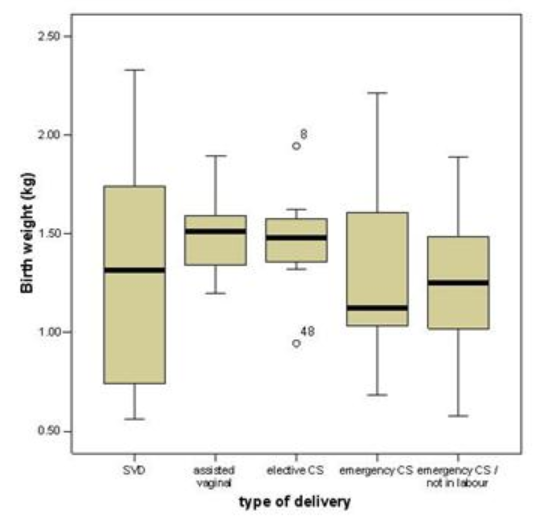 2.50
2.00
1.50
1.00
0.50
Birth weight (kg)
8
48
SVD
assisted
vaginal
elective CS
emergency CS
emergency CS /
not in labour
type of delivery